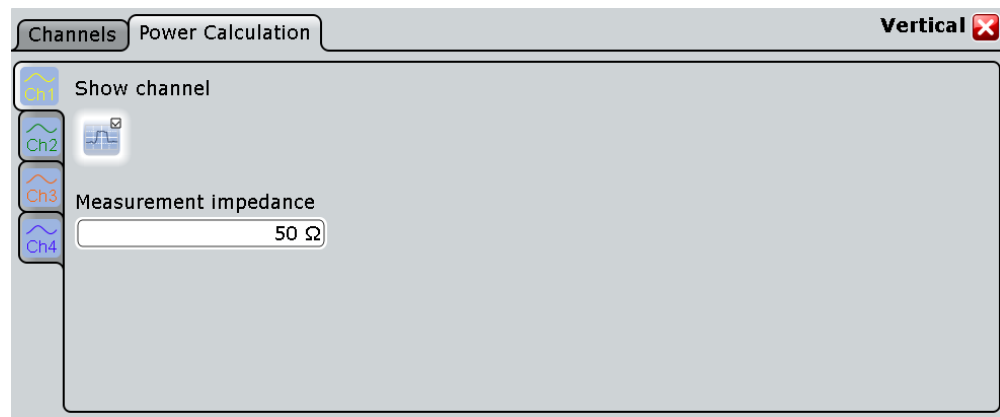 Channels Power Calculation Vertical
Ch1 Show channel
Ch2
Ch3 Measurement impedance
50 Ω
Ch4